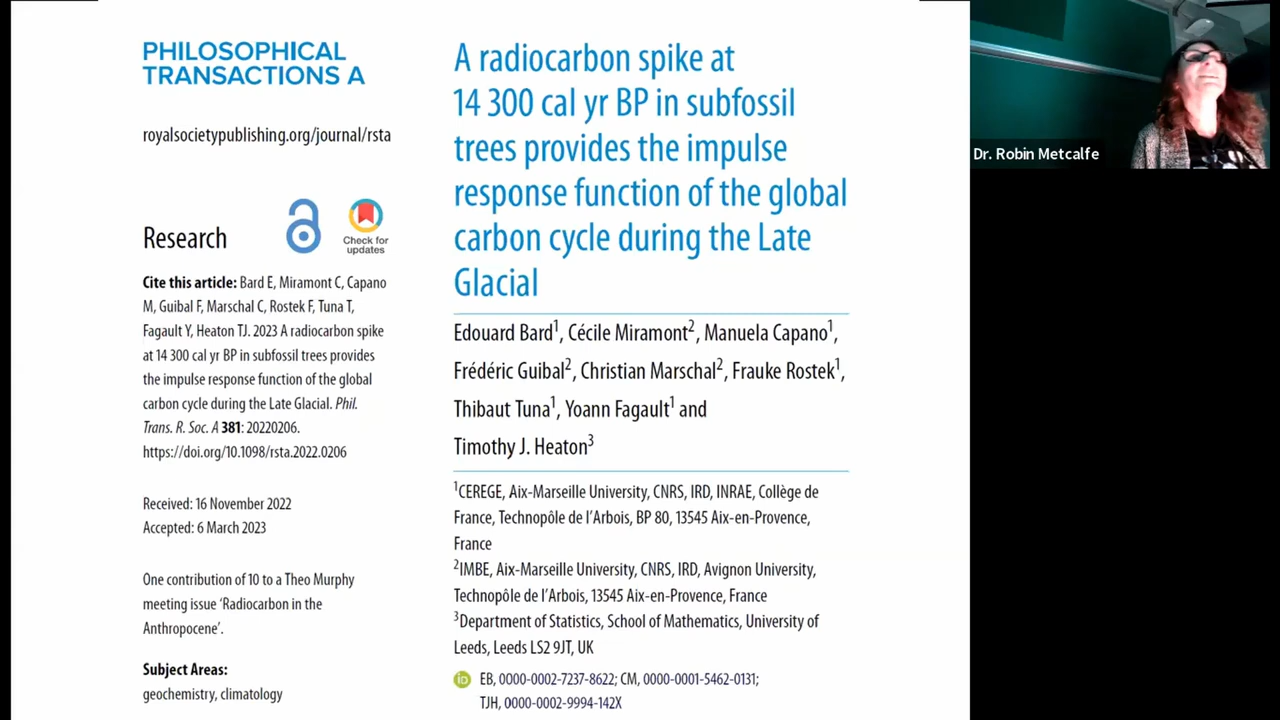 PHILOSOPHICAL
TRANSACTIONS A
royalsocietypublishing.org/journal/rsta
Research
Check for
updates
Cite this article: Bard E, Miramont C, Capano
M, Guibal F, Marschal C, Rostek F, Tuna T,
Fagault Y, Heaton TJ. 2023 A radiocarbon spike
at 14 300 cal yr BP in subfossil trees provides
the impulse response function of the global
carbon cycle during the Late Glacial. Phil.
Trans. R. Soc. A 381: 20220206.
https://doi.org/10.1098/rsta.2022.0206
Received: 16 November 2022
Accepted: 6 March 2023
One contribution of 10 to a Theo Murphy
meeting issue ‘Radiocarbon in the
Anthropocene’.
Subject Areas:
geochemistry, climatology
A radiocarbon spike at
14 300 cal yr BP in subfossil
trees provides the impulse
response function of the global
carbon cycle during the Late
Glacial
Edouard Bard1, Cécile Miramont2, Manuela Capano1,
Frédéric Guibal2, Christian Marschal2, Frauke Rostek1,
Thibaut Tuna1, Yoann Fagault1 and
Timothy J. Heaton3
1CEREGE, Aix-Marseille University, CNRS, IRD, INRAE, Collège de
France, Technopôle de l’Arbois, BP 80, 13545 Aix-en-Provence,
France
2IMBE, Aix-Marseille University, CNRS, IRD, Avignon University,
Technopôle de l’Arbois, 13545 Aix-en-Provence, France
3Department of Statistics, School of Mathematics, University of
Leeds, Leeds LS2 9JT, UK
iD EB, 0000-0002-7237-8622; CM, 0000-0001-5462-0131;
TJH, 0000-0002-9994-142X
Dr. Robin Metcalfe